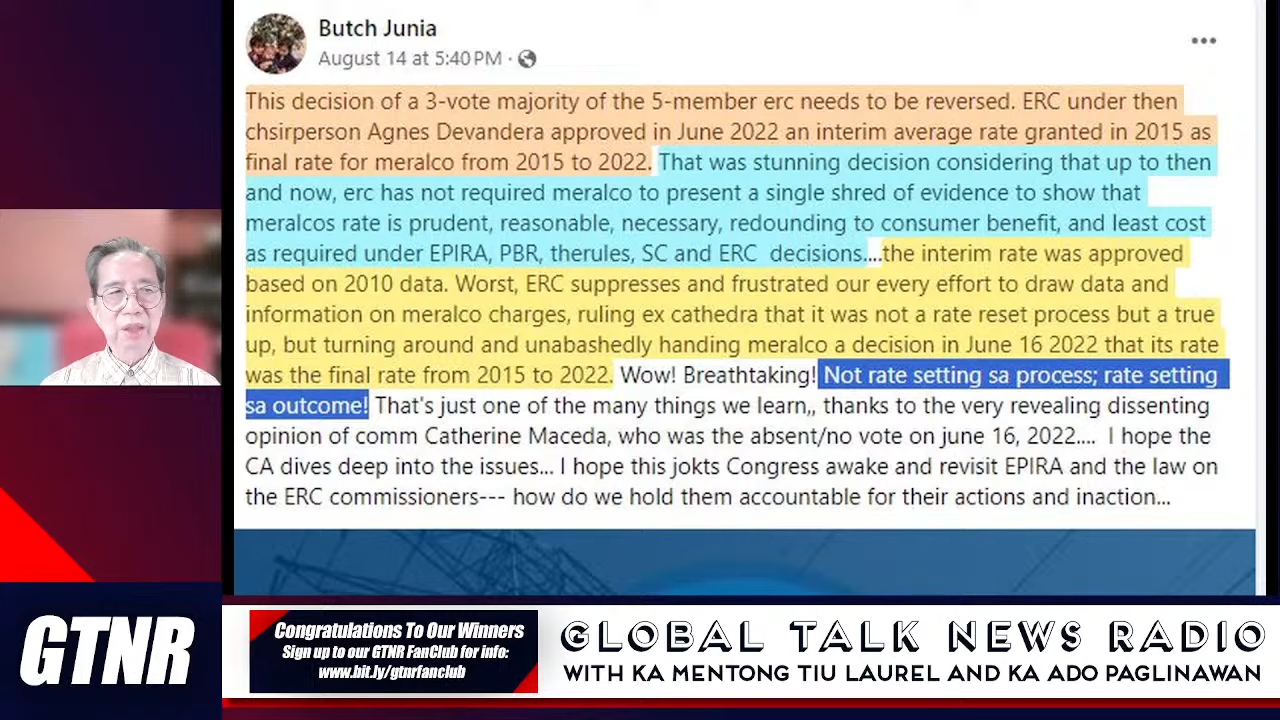 Butch Junia
August 14 at 5:40 PM ·
This decision of a 3-vote majority of the 5-member erc needs to be reversed. ERC under then
chsirperson Agnes Devandera approved in June 2022 an interim average rate granted in 2015 as
final rate for meralco from 2015 to 2022. That was stunning decision considering that up to then
and now, erc has not required meralco to present a single shred of evidence to show that
meralcos rate is prudent, reasonable, necessary, redounding to consumer benefit, and least cost
as required under EPIRA, PBR, therules, SC and ERC decisions....the interim rate was approved
based on 2010 data. Worst, ERC suppresses and frustrated our every effort to draw data and
information on meralco charges, ruling ex cathedra that it was not a rate reset process but a true
up, but turning around and unabashedly handing meralco a decision in June 16 2022 that its rate
was the final rate from 2015 to 2022. Wow! Breathtaking! Not rate setting sa process; rate setting
sa outcome! That's just one of the many things we learn,, thanks to the very revealing dissenting
opinion of comm Catherine Maceda, who was the absent/no vote on june 16, 2022.... I hope the
CA dives deep into the issues... I hope this jokts Congress awake and revisit EPIRA and the law on
the ERC commissioners--- how do we hold them accountable for their actions and inaction...
GTNR
Congratulations To Our Winners
Sign up to our GTNR FanClub for info:
www.bit.ly/gtnrfanclub
GLOBAL TALK NEWS RADIO
WITH KA MENTONG TIU LAUREL AND KA ADO PAGLINAWAN